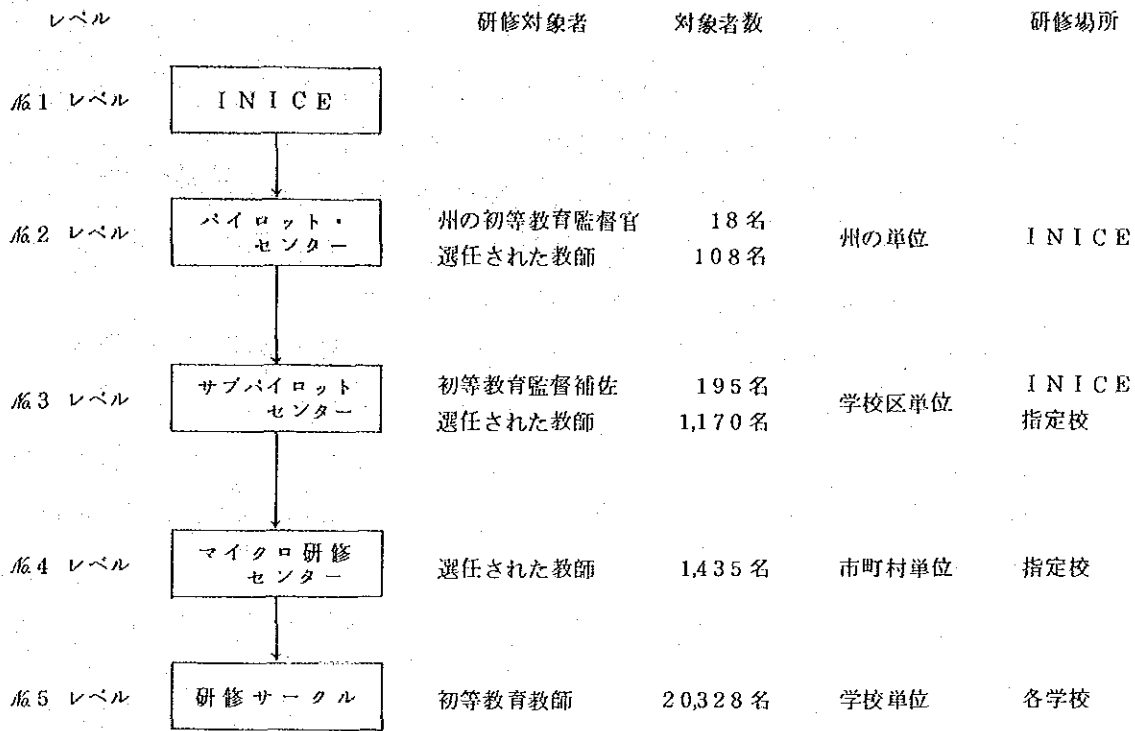 レベル 研修対象者 対象者数 研修場所
№1 レベル INICE
№2 レベル パイロット・センター 州の初等教育監督官 18名 州の単位 INICE
選任された教師 108名
№3 レベル サブパイロットセンター 初等教育監督補佐 195名 学校区単位 INICE
選任された教師 1,170名 指定校
№4 レベル マイクロ研修センター 選任された教師 1,435名 市町村単位 指定校
№5 レベル 研修サークル 初等教育教師 20,328名 学校単位 各学校